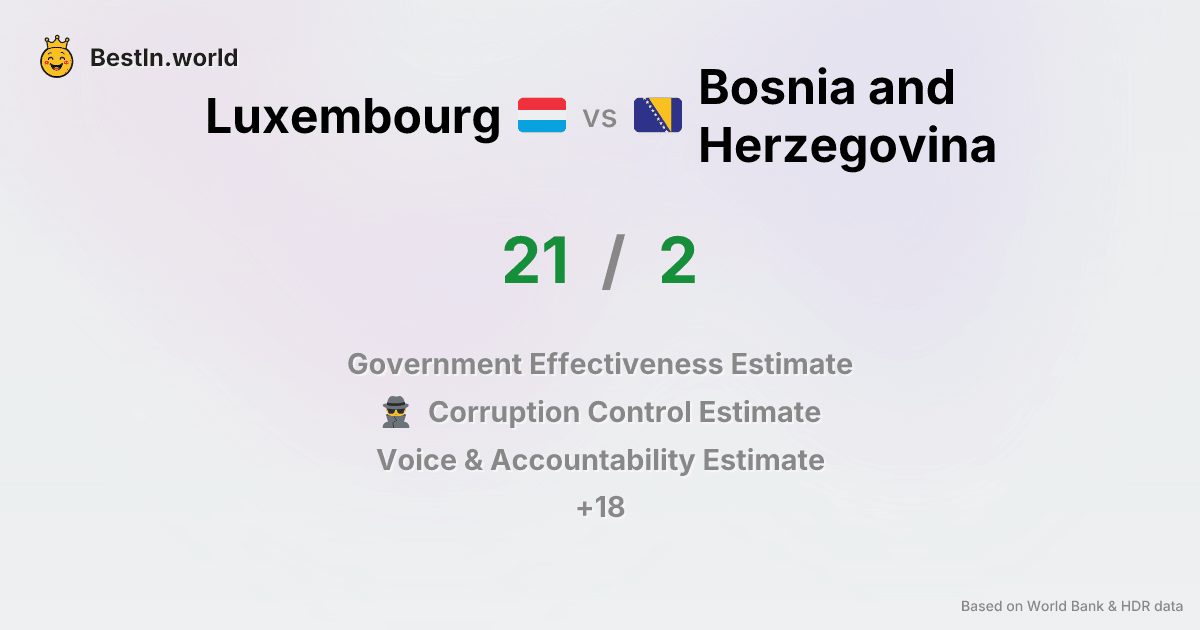 BestIn.world
Luxembourg vs Bosnia and
Herzegovina
21 / 2
Government Effectiveness Estimate
Corruption Control Estimate
Voice & Accountability Estimate
+18
Based on World Bank & HDR data